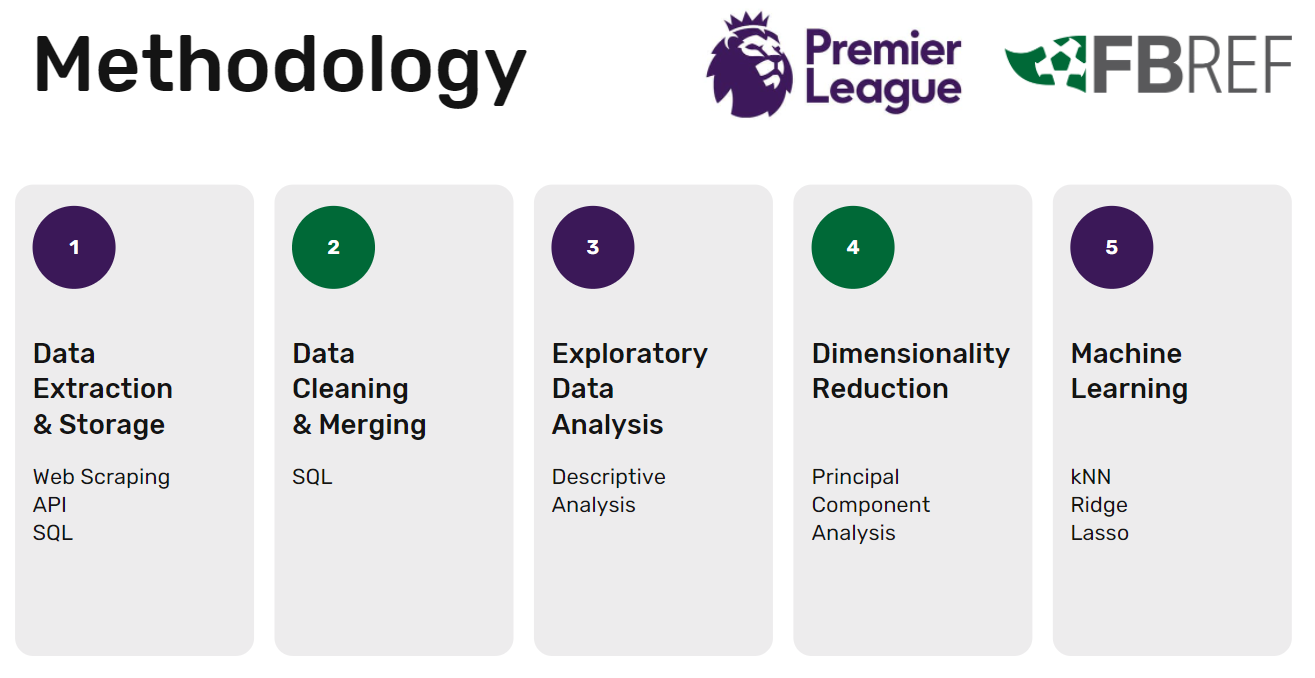 Methodology
Premier
League
FBREF
1
Data
Extraction
& Storage
Web Scraping
API
SQL
2
Data
Cleaning
& Merging
SQL
3
Exploratory
Data
Analysis
Descriptive
Analysis
4
Dimensionality
Reduction
Principal
Component
Analysis
5
Machine
Learning
kNN
Ridge
Lasso